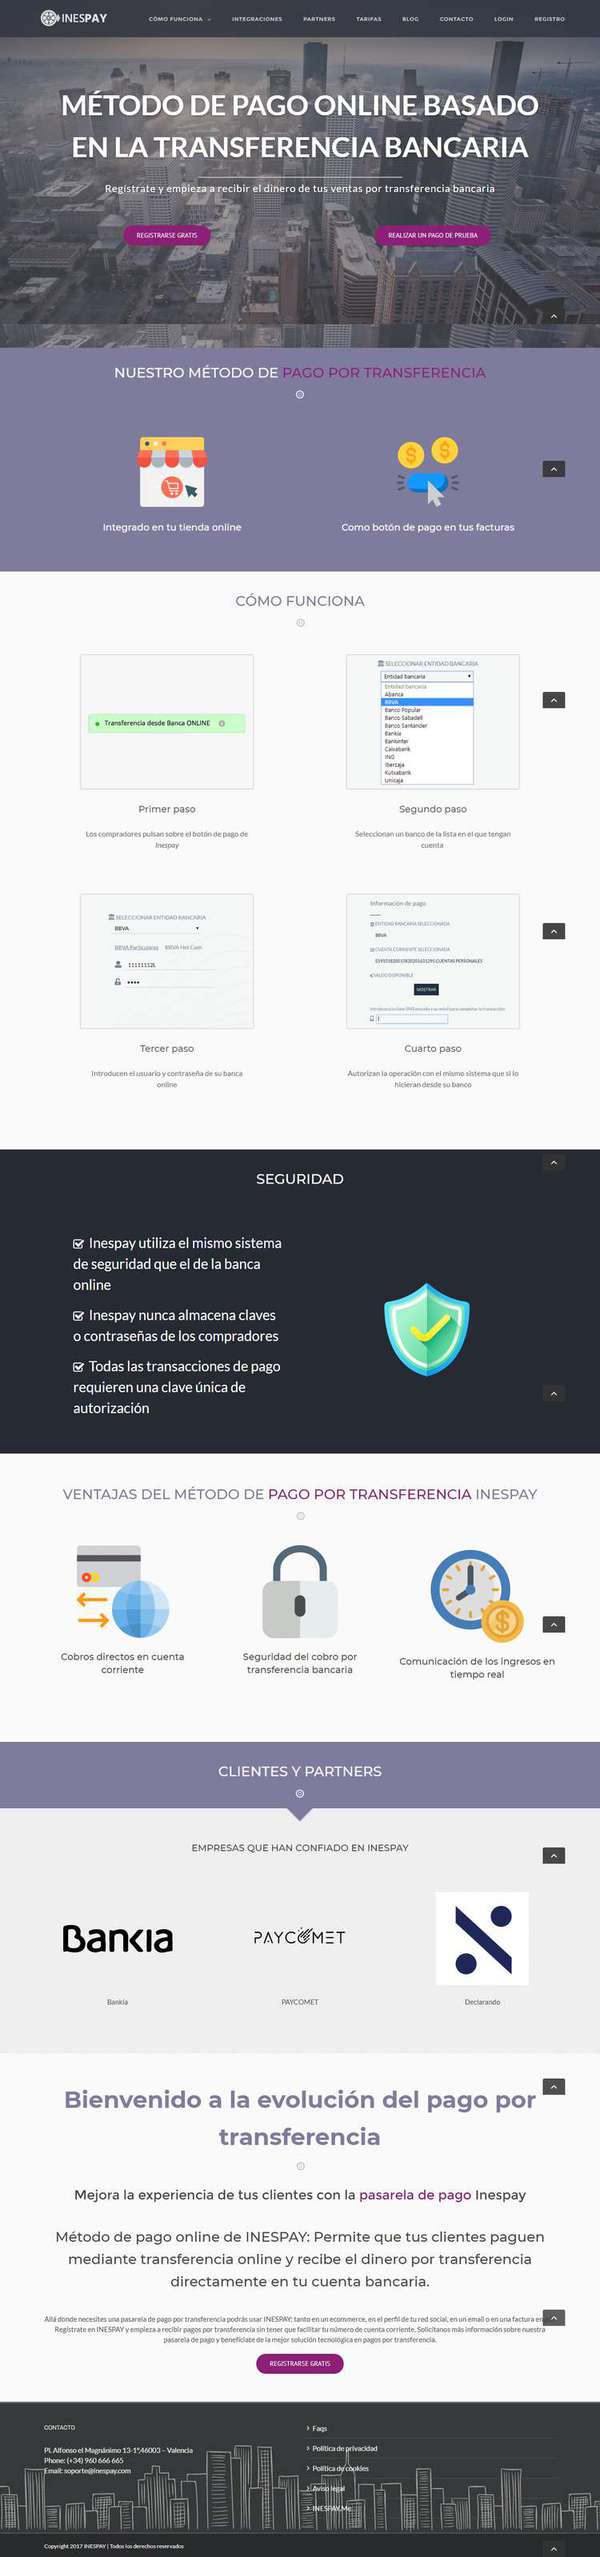 INESPAY
CÓMO FUNCIONA
INTEGRACIONES
PARTNERS
TARIFAS
BLOG
CONTACTO
LOGIN
REGISTRO
MÉTODO DE PAGO ONLINE BASADO
EN LA TRANSFERENCIA BANCARIA
Regístrate y empieza a recibir el dinero de tus ventas por transferencia bancaria
REGISTRARSE GRATIS
REALIZAR UN PAGO DE PRUEBA
NUESTRO MÉTODO DE PAGO POR TRANSFERENCIA
Integrado en tu tienda online
Como botón de pago en tus facturas
CÓMO FUNCIONA
Transferencia desde Banca ONLINE
SELECCIONAR ENTIDAD BANCARIA
Entidad bancaria
Entidad bancaria
Abanca
BBVA
Banco Popular
Banco Sabadell
Banco Santander
Bankia
Bankinter
Caixabank
ING
Ibercaja
Kutxabank
Unicaja
Primer paso
Los compradores pulsan sobre el botón de pago de
Inespay
Segundo paso
Seleccionan un banco de la lista en el que tengan
cuenta
SELECCIONAR ENTIDAD BANCARIA
BBVA
BBVA Particulares
BBVA Net Cash
11111112L
Información de pago
ENTIDAD BANCARIA SELECCIONADA
BBVA
CUENTA CORRIENTE SELECCIONADA
CUENTAS PERSONALES
SALDO DISPONIBLE
MOSTRAR
Tercer paso
Introducen el usuario y contraseña de su banca
online
Cuarto paso
Autorizan la operación con el mismo sistema que si lo
hicieran desde su banco
SEGURIDAD
Inespay utiliza el mismo sistema
de seguridad que el de la banca
online
Inespay nunca almacena claves
o contraseñas de los compradores
Todas las transacciones de pago
requieren una clave única de
autorización
VENTAJAS DEL MÉTODO DE PAGO POR TRANSFERENCIA INESPAY
Cobros directos en cuenta
corriente
Seguridad del cobro por
transferencia bancaria
Comunicación de los ingresos en
tiempo real
CLIENTES Y PARTNERS
EMPRESAS QUE HAN CONFIADO EN INESPAY
Bankia
PAYCOMET
Bankia
PAYCOMET
Declarando
Bienvenido a la evolución del pago por
transferencia
Mejora la experiencia de tus clientes con la pasarela de pago Inespay
Método de pago online de INESPAY: Permite que tus clientes paguen
mediante transferencia online y recibe el dinero por transferencia
directamente en tu cuenta bancaria.
Allá donde necesites una pasarela de pago por transferencia podrás usar INESPAY: tanto en un ecommerce, en el perfil de tu red social, en un email o en una factura en
Regístrate en INESPAY y empieza a recibir pagos por transferencia sin tener que facilitar tu número de cuenta corriente. Solicítanos más información sobre nuestra
pasarela de pago y benefíciate de la mejor solución tecnológica en pagos por transferencia.
REGISTRARSE GRATIS
CONTACTO
Pl. Alfonso el Magnánimo 13-1º,46003 – Valencia
Phone: (+34) 960 666 665
Email: soporte@inespay.com
Faqs
Política de privacidad
Política de cookies
Aviso legal
INESPAY.Me
Copyright 2017 INESPAY | Todos los derechos reservados